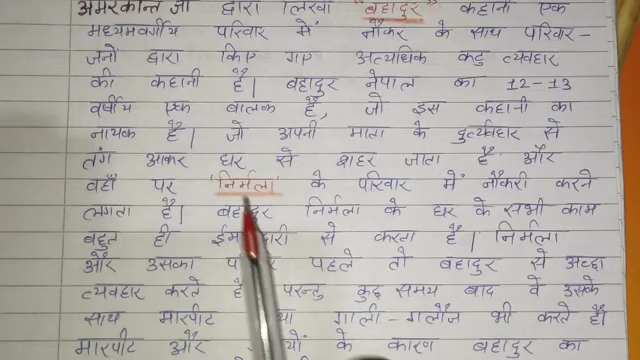 अमरकान्त जी द्वारा लिखी "बहादुर" कहानी एक
मध्यमवर्गीय परिवार में नौकर के साथ परिवार-
जनों द्वारा किए गए अत्यधिक कटु व्यवहार
की कहानी है। बहादुर नेपाल का 12-13
वर्षीय एक बालक है, जो इस कहानी का
नायक है। जो अपनी माता के दुर्व्यवहार से
तंग आकर घर से शहर जाता है और
वहाँ पर 'निर्मला' के परिवार में नौकरी करने
लगता है। बहादुर निर्मला के घर के सभी काम
बहुत ही से करता है। निर्मला
और उसका पहले तो बहादुर से अच्छा
व्यवहार करते परन्तु कुछ समय बाद वे उसके
साथ मारपीट गाली-गलौज भी करते हैं।
मारपीट और के कारण बहादुर का